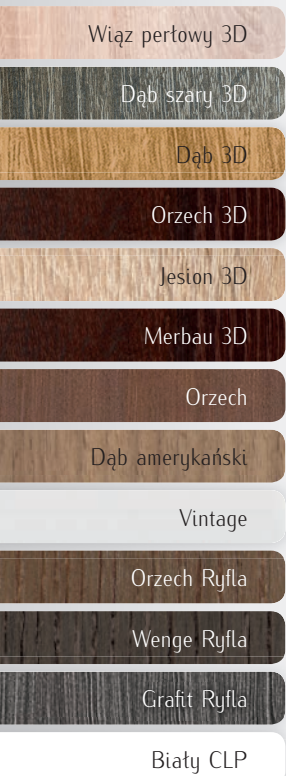 Wiąz perłowy 3D
Dąb szary 3D
Dąb 3D
Orzech 3D
Jesion 3D
Merbau 3D
Orzech
Dąb amerykański
Vintage
Orzech Ryfla
Wenge Ryfla
Grafit Ryfla
Biały CLP